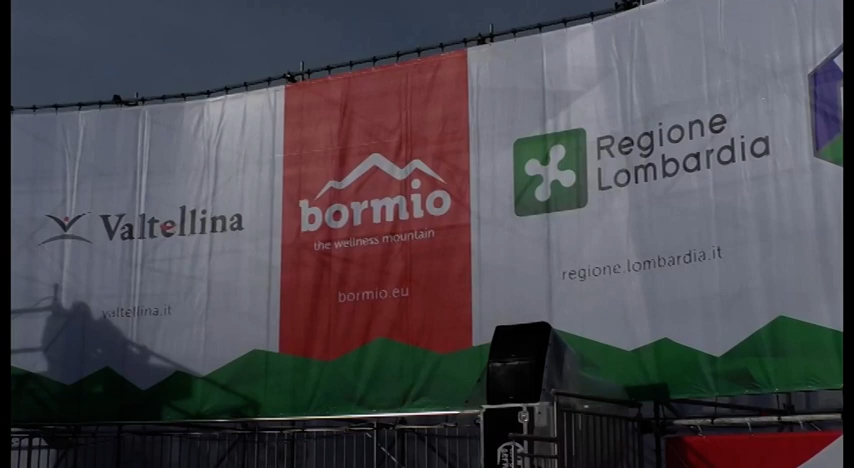 Valtellina
valtellina.it
bormio
the wellness mountain
bormio.eu
Regione
Lombardia
regione.lombardia.it